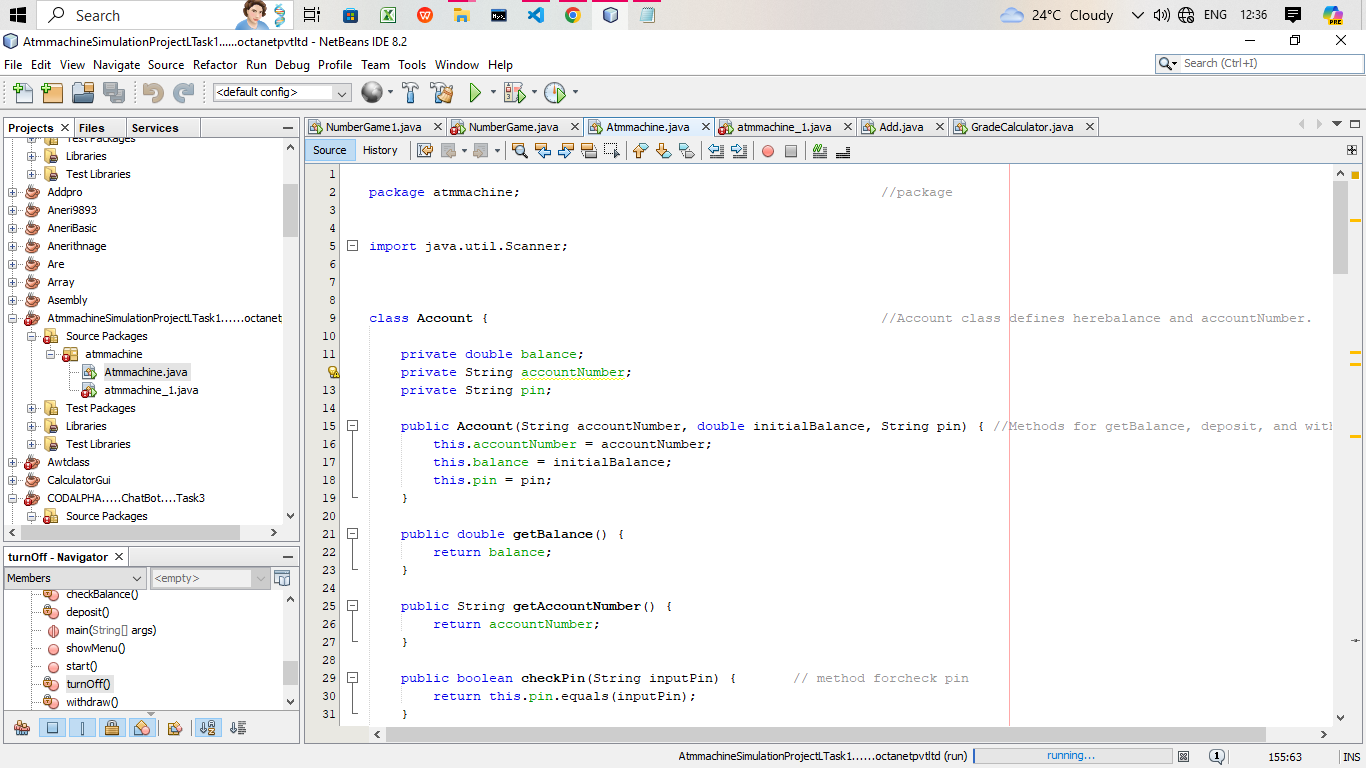 Search
24°C Cloudy
ENG
12:36
AtmmachineSimulationProjectLTask1......octanetpvtltd - NetBeans IDE 8.2
File Edit View Navigate Source Refactor Run Debug Profile Team Tools Window Help
Search (Ctrl+I)
<default config>
Projects Files Services
Test Packages
Libraries
Test Libraries
Addpro
Aneri9893
AneriBasic
Anerithnage
Are
Array
Asembly
AtmmachineSimulationProjectLTask1......octanet
Source Packages
atmmachine
Atmmachine.java
atmmachine_1.java
Test Packages
Libraries
Test Libraries
Awtclass
CalculatorGui
CODALPHA.....ChatBot....Task3
Source Packages
turnOff - Navigator
Members <empty>
checkBalance()
deposit()
main(String[] args)
showMenu()
start()
turnOff()
withdraw()
NumberGame1.java NumberGame.java Atmmachine.java atmmachine_1.java Add.java GradeCalculator.java
Source History
1
2 package atmmachine; //package
3
4
5 import java.util.Scanner;
6
7
8
9 class Account { //Account class defines herebalance and accountNumber.
10
11 private double balance;
private String accountNumber;
13 private String pin;
14
15 public Account(String accountNumber, double initialBalance, String pin) { //Methods for getBalance, deposit, and wit
16 this.accountNumber = accountNumber;
17 this.balance = initialBalance;
18 this.pin = pin;
19 }
20
21 public double getBalance() {
22 return balance;
23 }
24
25 public String getAccountNumber() {
26 return accountNumber;
27 }
28
29 public boolean checkPin(String inputPin) { // method forcheck pin
30 return this.pin.equals(inputPin);
31 }
AtmmachineSimulationProjectLTask1......octanetpvtltd (run) running... 1 155:63 INS